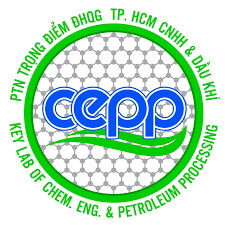 PTN TRỌNG ĐIỂM ĐHQG TP. HCM CNHH & DẦU KHÍ
cepp
KEY LAB OF CHEM. ENG. & PETROLEUM PROCESSING